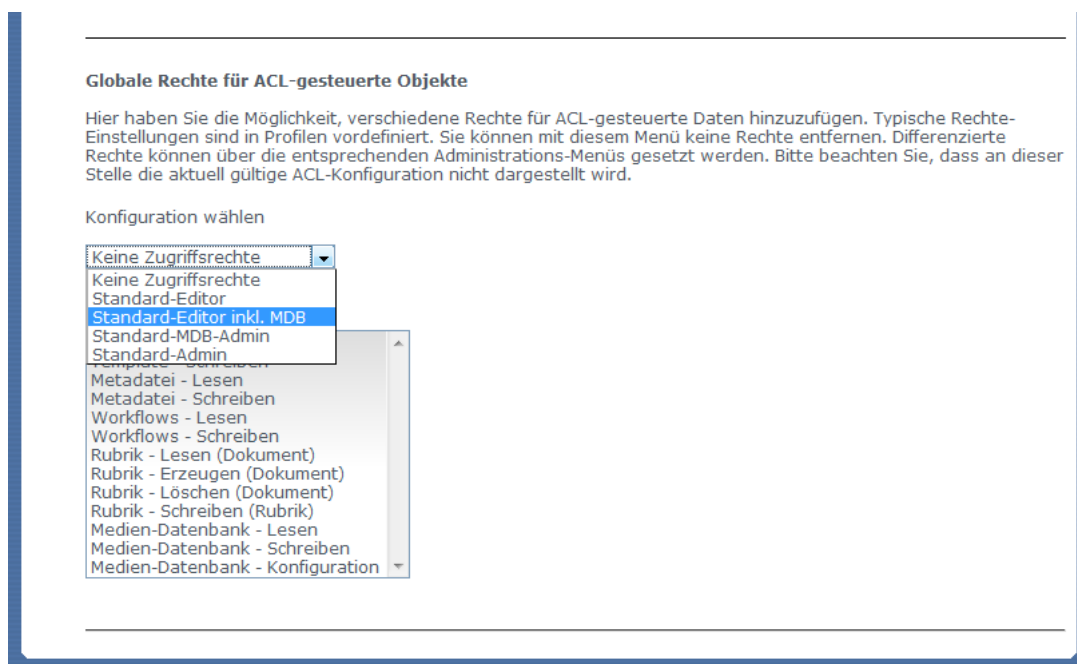 Globale Rechte für ACL-gesteuerte Objekte
Hier haben Sie die Möglichkeit, verschiedene Rechte für ACL-gesteuerte Daten hinzuzufügen. Typische Rechte-
Einstellungen sind in Profilen vordefiniert. Sie können mit diesem Menü keine Rechte entfernen. Differenzierte
Rechte können über die entsprechenden Administrations-Menüs gesetzt werden. Bitte beachten Sie, dass an dieser
Stelle die aktuell gültige ACL-Konfiguration nicht dargestellt wird.
Konfiguration wählen
Keine Zugriffsrechte
Keine Zugriffsrechte
Standard-Editor
Standard-Editor inkl. MDB
Standard-MDB-Admin
Standard-Admin
Template - Schreiben
Metadatei - Lesen
Metadatei - Schreiben
Workflows - Lesen
Workflows - Schreiben
Rubrik - Lesen (Dokument)
Rubrik - Erzeugen (Dokument)
Rubrik - Löschen (Dokument)
Rubrik - Schreiben (Rubrik)
Medien-Datenbank - Lesen
Medien-Datenbank - Schreiben
Medien-Datenbank - Konfiguration